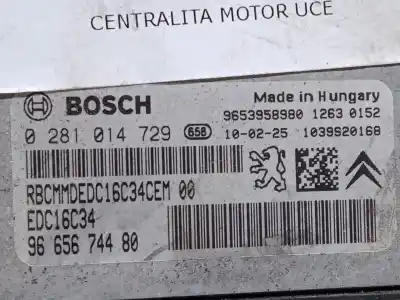 CENTRALITA MOTOR UCE
BOSCH
Made in Hungary
9653958980 1263 0152
0 281 014 729 658 10-02-25 1039920168
RBCMMDEDC16C34CEM 00
EDC16C34
96 656 744 80